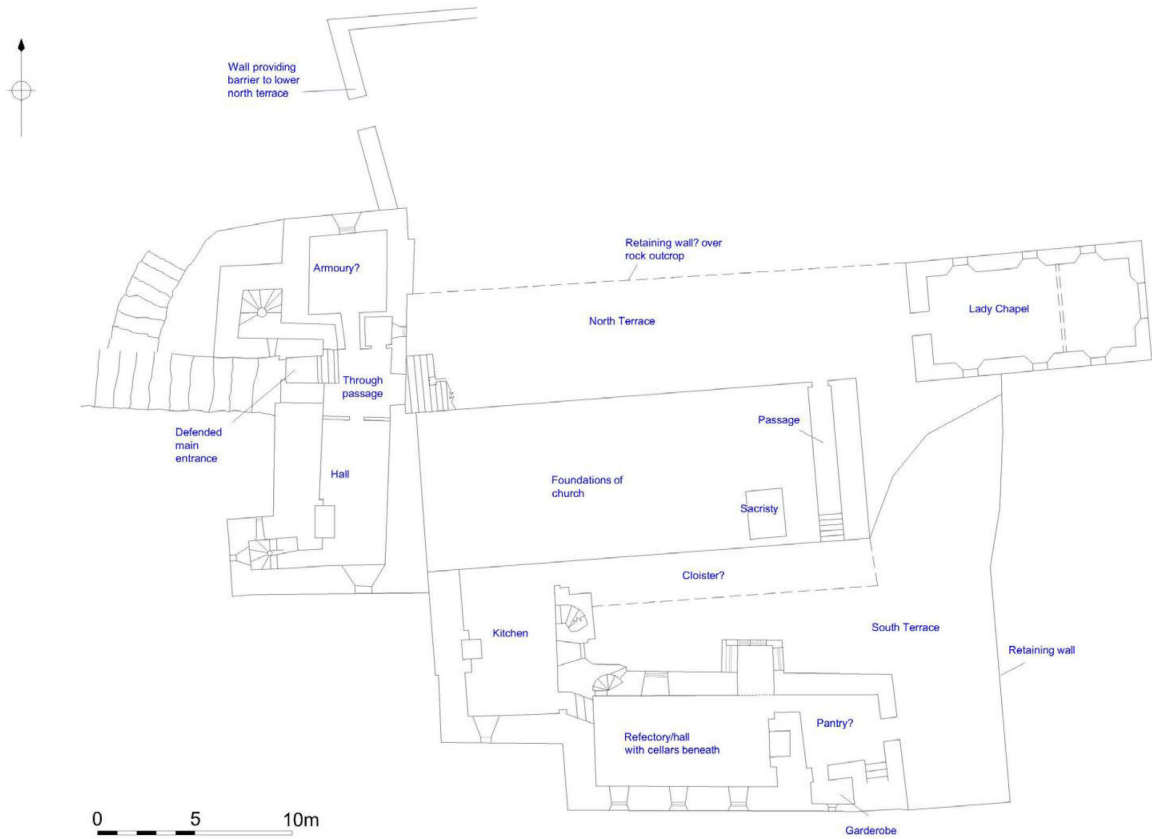 Wall providing
barrier to lower
north terrace
Retaining wall? over
rock outcrop
Armoury?
North Terrace
Lady Chapel
Through
passage
Defended
main
entrance
Passage
Hall
Foundations of
church
Sacristy
Cloister?
Kitchen
South Terrace
Retaining wall
Refectory/hall
with cellars beneath
Pantry?
Garderobe
0 5 10m